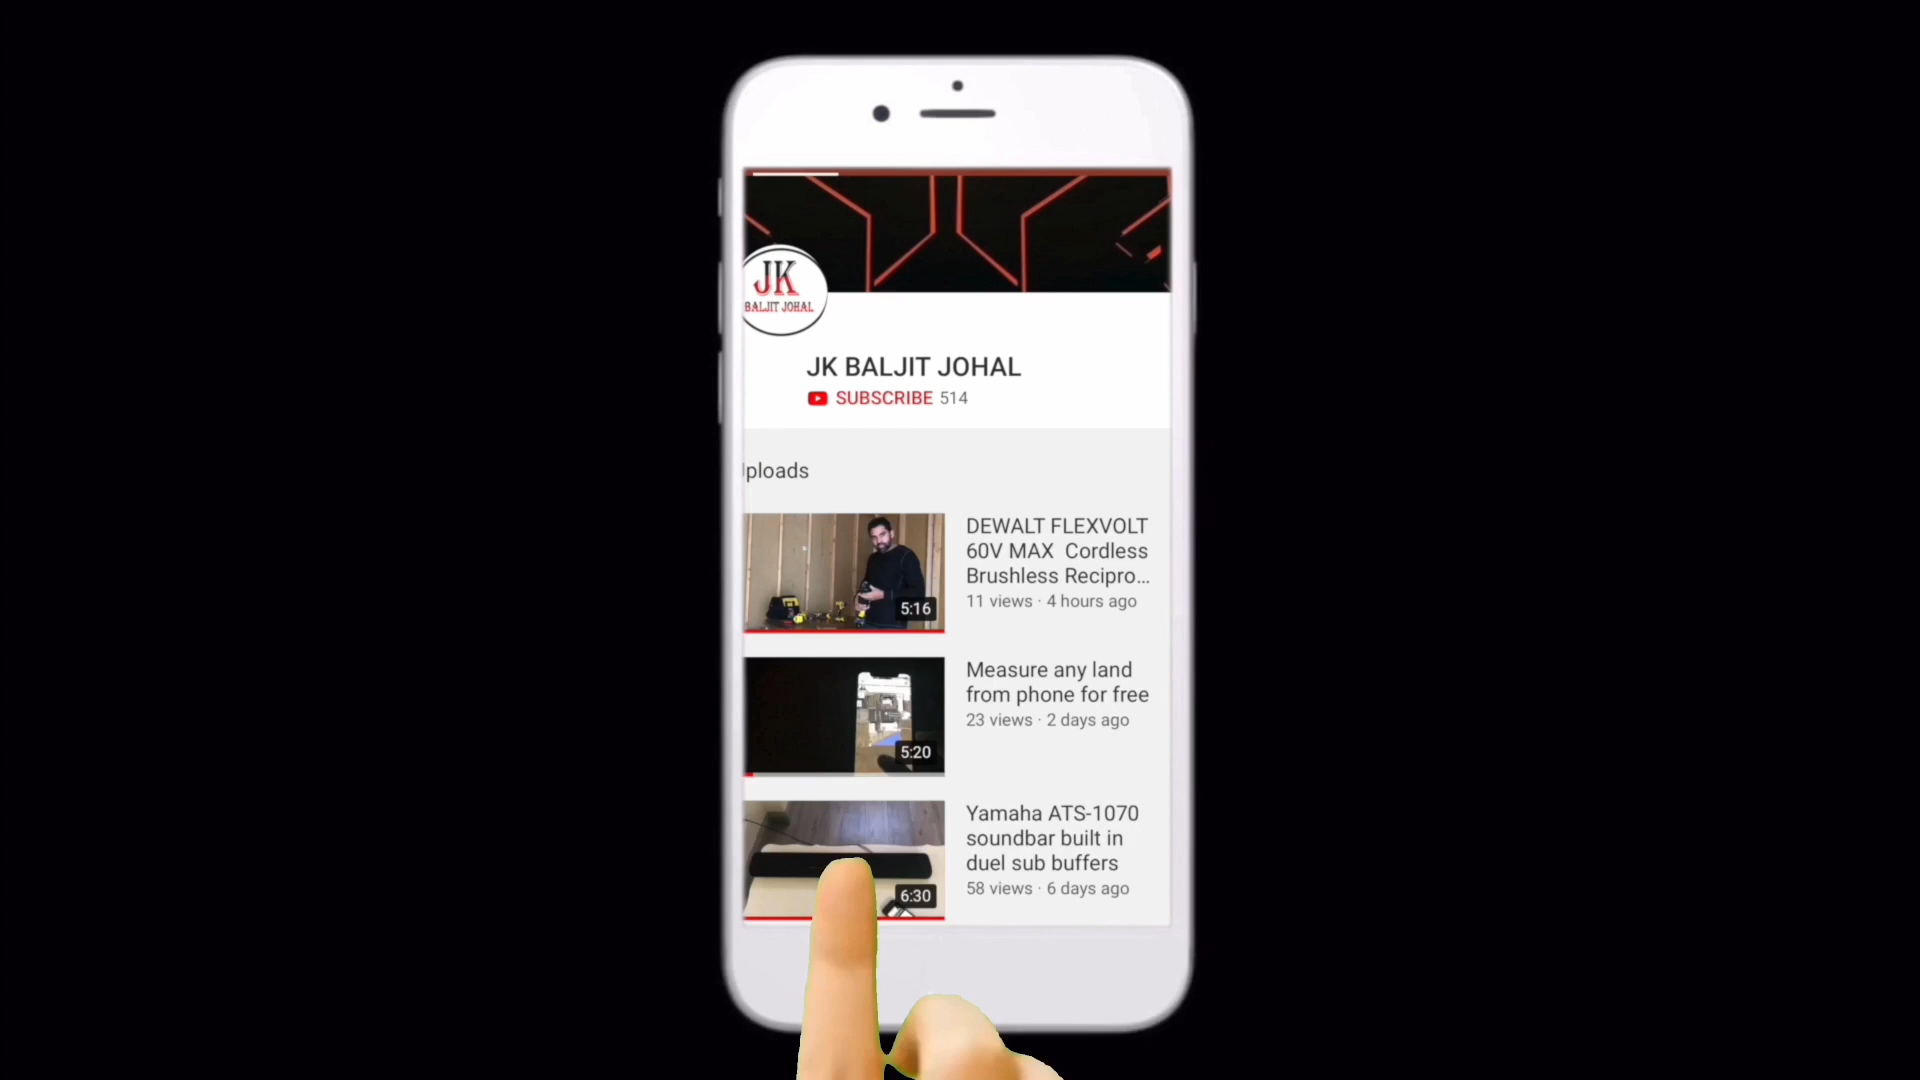 JK
BALJIT JOHAL
JK BALJIT JOHAL
SUBSCRIBE 514
ploads
DEWALT FLEXVOLT
60V MAX Cordless
Brushless Recipro...
11 views · 4 hours ago
5:16
Measure any land
from phone for free
23 views · 2 days ago
5:20
Yamaha ATS-1070
soundbar built in
duel sub buffers
58 views · 6 days ago
6:30